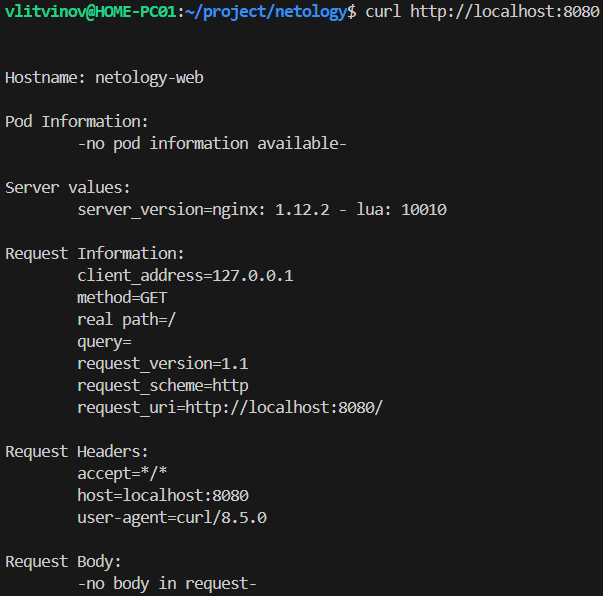 vlitvinov@HOME-PC01:~/project/netology$ curl http://localhost:8080
Hostname: netology-web
Pod Information:
-no pod information available-
Server values:
server_version=nginx: 1.12.2 - lua: 10010
Request Information:
client_address=127.0.0.1
method=GET
real path=/
query=
request_version=1.1
request_scheme=http
request_uri=http://localhost:8080/
Request Headers:
accept=*/*
host=localhost:8080
user-agent=curl/8.5.0
Request Body:
-no body in request-